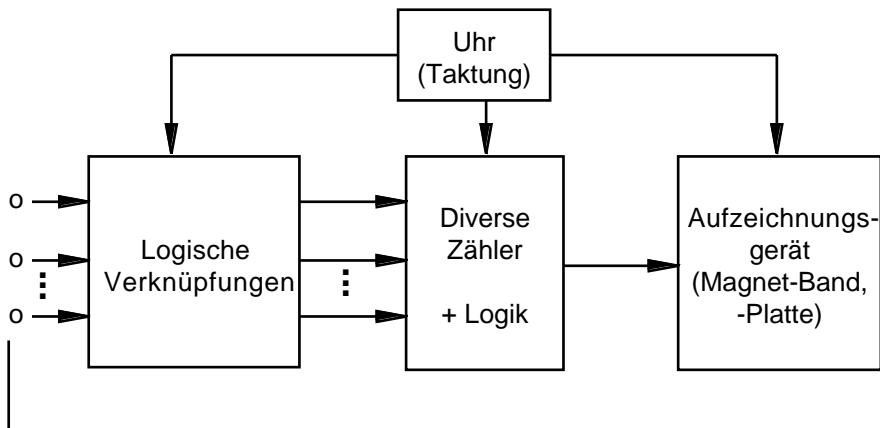 Uhr
(Taktung)
o
o
o
Logische
Verknüpfungen
Diverse
Zähler
+ Logik
Aufzeichnungs-
gerät
(Magnet-Band,
-Platte)